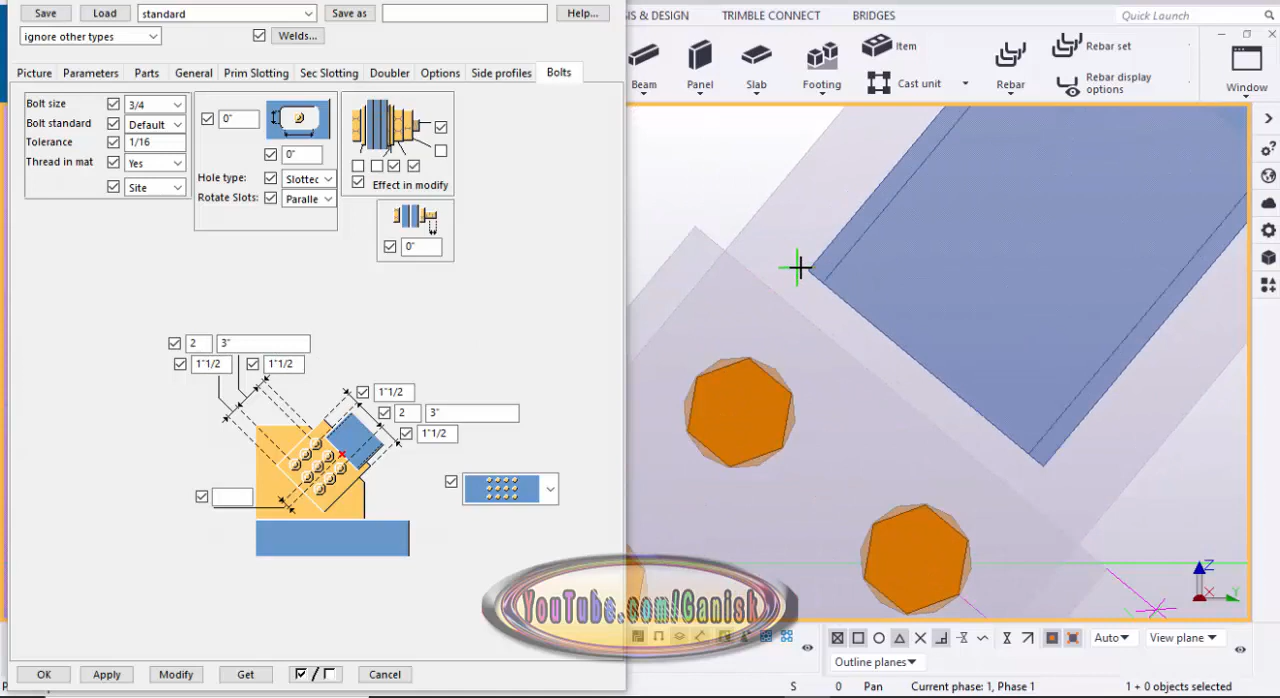 Save
Load
standard
Save as
Help...
ignore other types
Welds...
Picture
Parameters
Parts
General
Prim Slotting
Sec Slotting
Doubler
Options
Side profiles
Bolts
Bolt size
3/4
Bolt standard
Default
Tolerance
1/16
Thread in mat
Yes
Site
0"
0"
Hole type:
Slottec
Rotate Slots:
Paralle
Effect in modify
0"
2
3"
1"1/2
1"1/2
1"1/2
2
3"
1"1/2
OK
Apply
Modify
Get
/
Cancel
IS & DESIGN
TRIMBLE CONNECT
BRIDGES
Quick Launch
Beam
Panel
Slab
Footing
Item
Cast unit
Rebar
Rebar set
Rebar display
options
Window
Z
X
Y
YouTube.com/Ganisk
Auto
View plane
Outline planes
S
0
Pan
Current phase: 1, Phase 1
1 + 0 objects selected